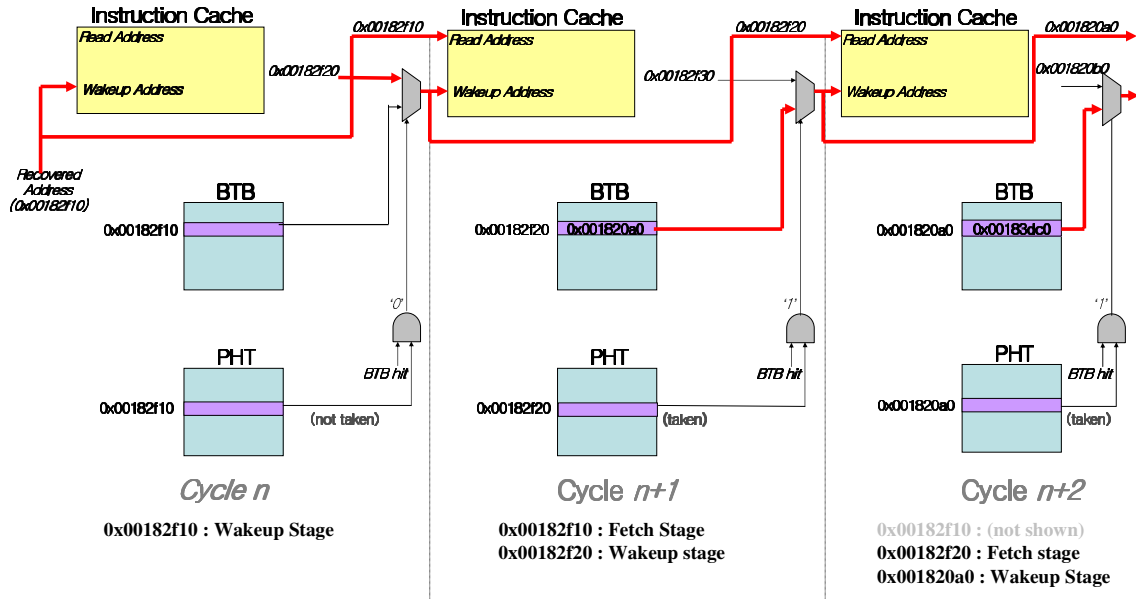 Instruction Cache
Read Address
Wakeup Address
0x00182f20
0x00182f10
Recovered
Address
(0x00182f10)
BTB
0x00182f10
'0'
PHT
BTB hit
0x00182f10
(not taken)
Cycle n
0x00182f10 : Wakeup Stage
Instruction Cache
Read Address
Wakeup Address
0x00182f30
0x00182f20
BTB
0x00182f20
0x001820a0
'1'
PHT
BTB hit
0x00182f20
(taken)
Cycle n+1
0x00182f10 : Fetch Stage
0x00182f20 : Wakeup stage
Instruction Cache
Read Address
Wakeup Address
0x001820a0
0x001820b0
BTB
0x001820a0
0x00183dc0
'1'
PHT
BTB hit
0x001820a0
(taken)
Cycle n+2
0x00182f10 : (not shown)
0x00182f20 : Fetch stage
0x001820a0 : Wakeup Stage